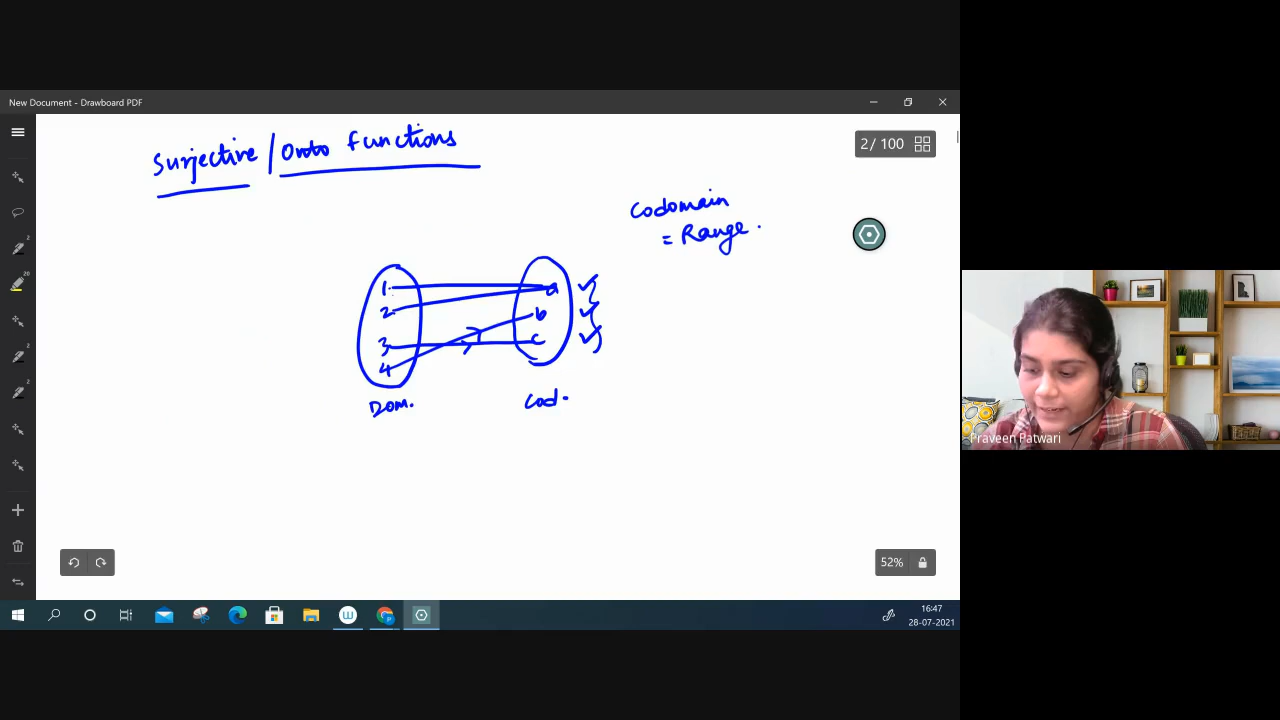 New Document - Drawboard PDF
2 / 100
Surjective / Onto functions
Codomain
= Range.
1.
2
3
4
a
b
c
Dom.
Cod.
Praveen Patwari
52%
16:47
28-07-2021